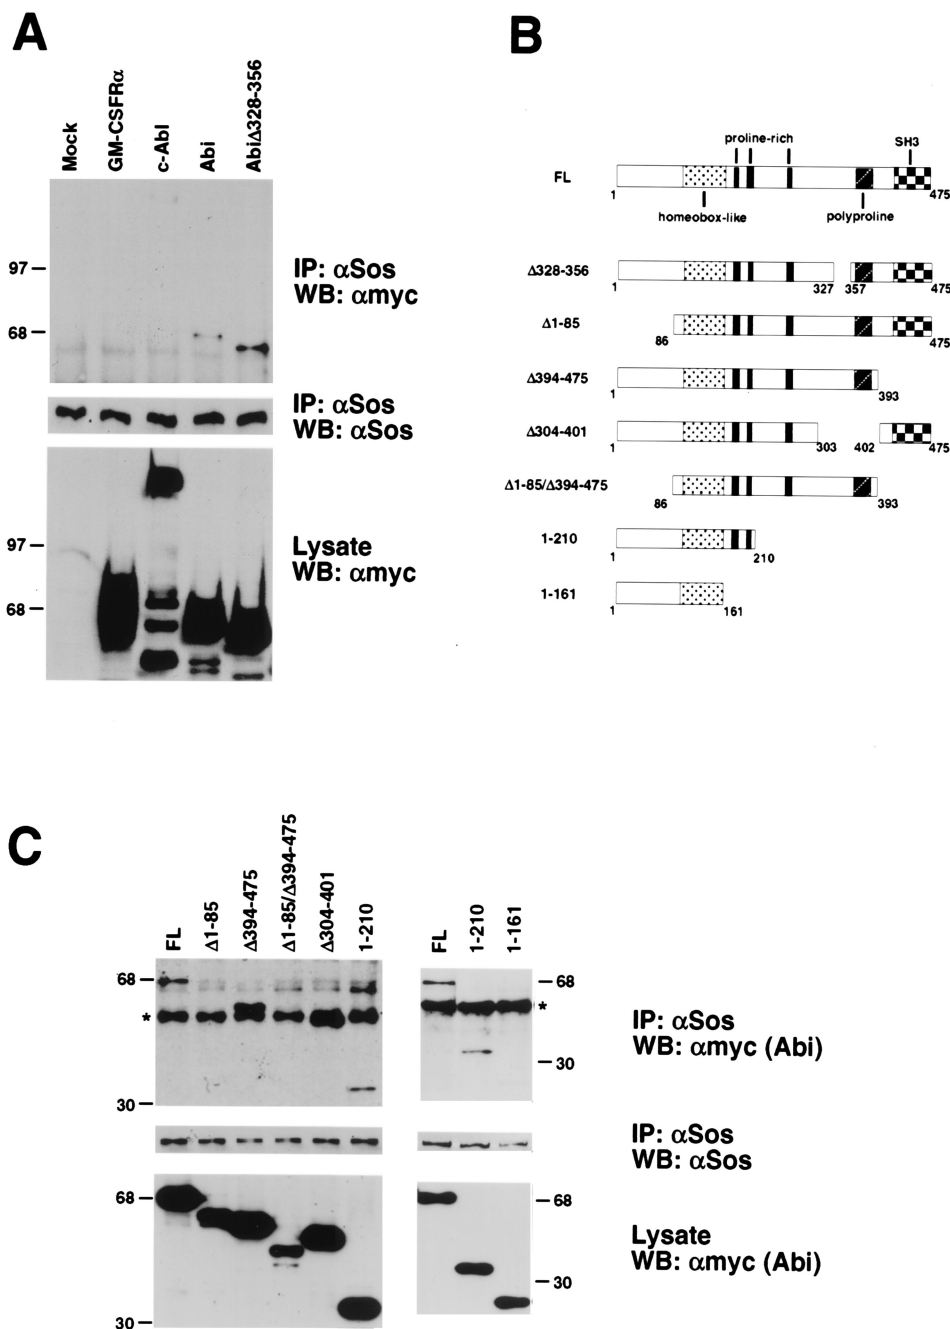 A
Mock
GM-CSFRα
c-Abl
Abi
AbiΔ328-356
97
68
IP: αSos
WB: αmyc
IP: αSos
WB: αSos
97
68
Lysate
WB: αmyc
B
proline-rich
SH3
FL
1
475
homeobox-like
polyproline
Δ328-356
1
327
357
475
Δ1-85
86
475
Δ394-475
1
393
Δ304-401
1
303
402
475
Δ1-85/Δ394-475
86
393
1-210
1
210
1-161
1
161
C
FL
Δ1-85
Δ394-475
Δ1-85/Δ394-475
Δ304-401
1-210
FL
1-210
1-161
68
*
30
68
*
30
IP: αSos
WB: αmyc (Abi)
IP: αSos
WB: αSos
68
30
68
30
Lysate
WB: αmyc (Abi)